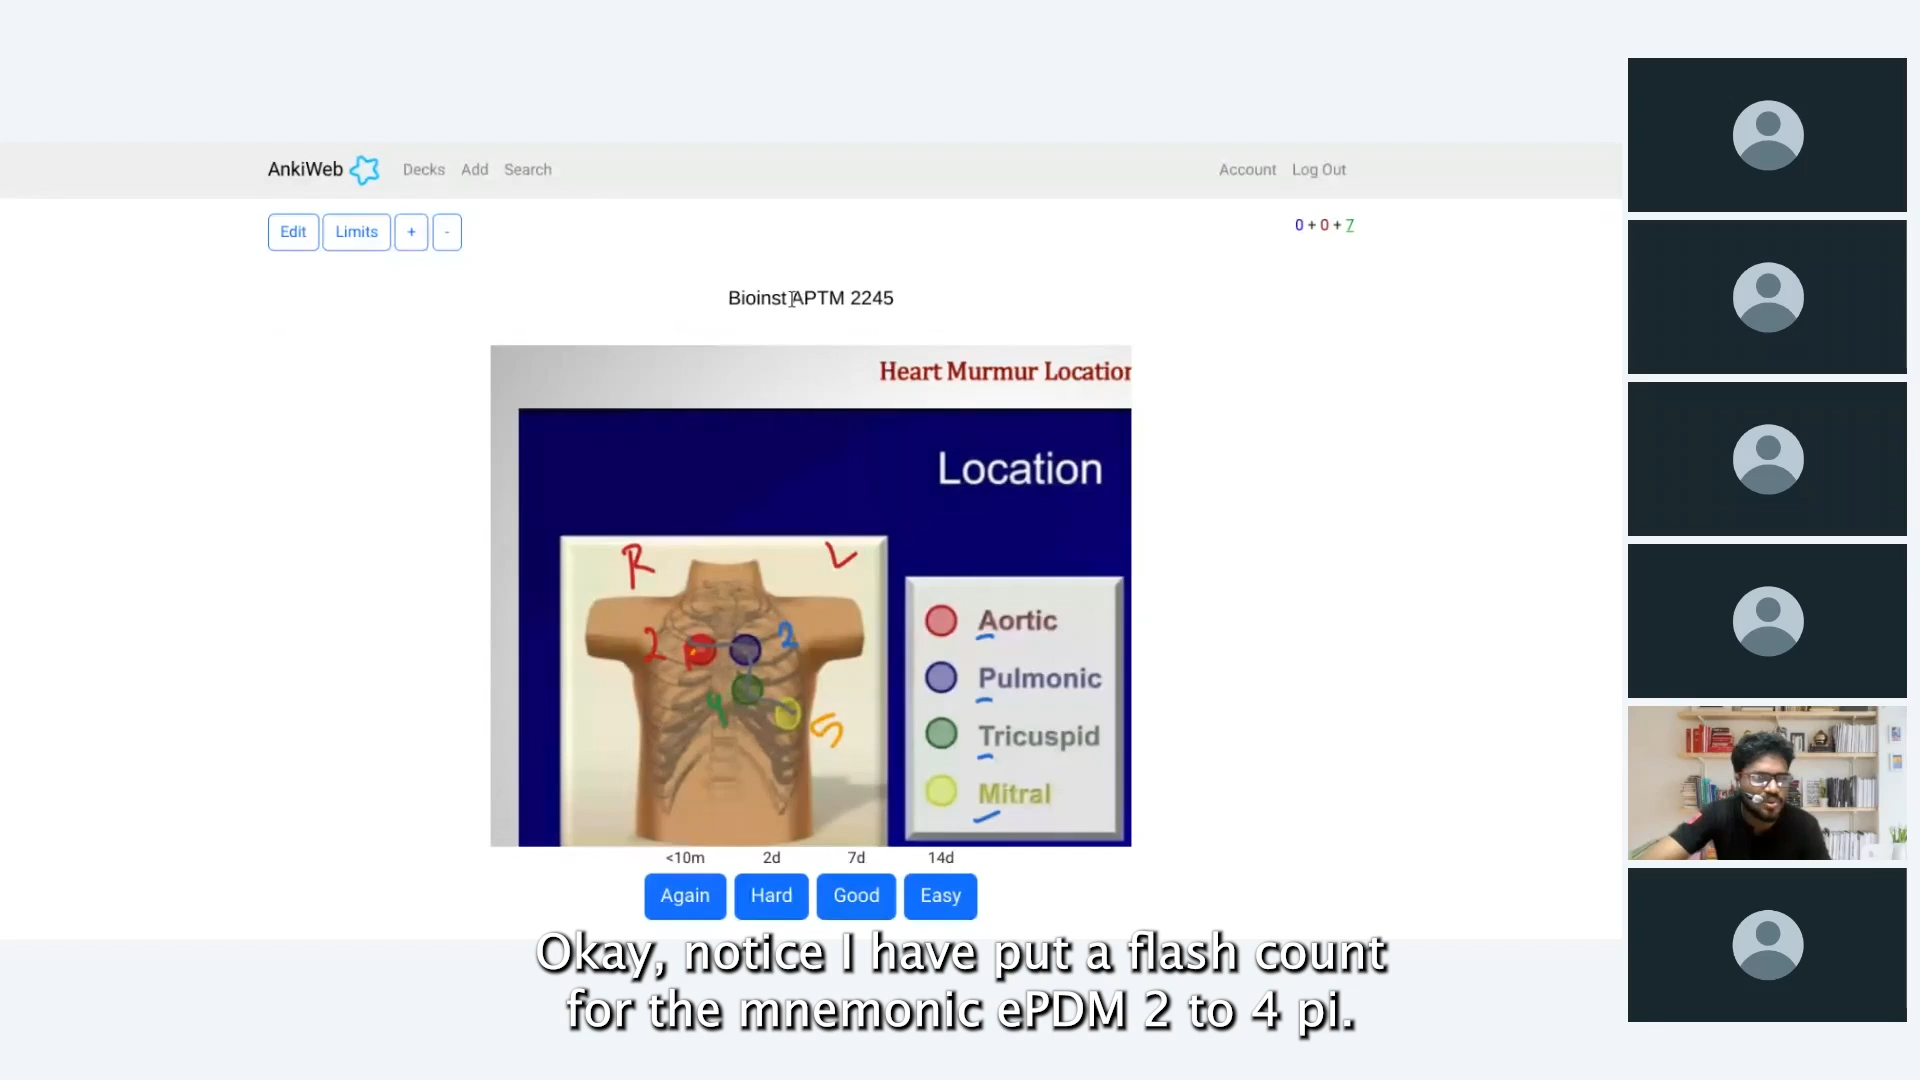 AnkiWeb Decks Add Search Account Log Out
Edit Limits + - 0 + 0 + 7
Bioinst APTM 2245
Heart Murmur Location
Location
R L
2 2
4 5
Aortic
Pulmonic
Tricuspid
Mitral
<10m 2d 7d 14d
Again Hard Good Easy
Okay, notice I have put a flash count
for the mnemonic ePDM 2 to 4 pi.